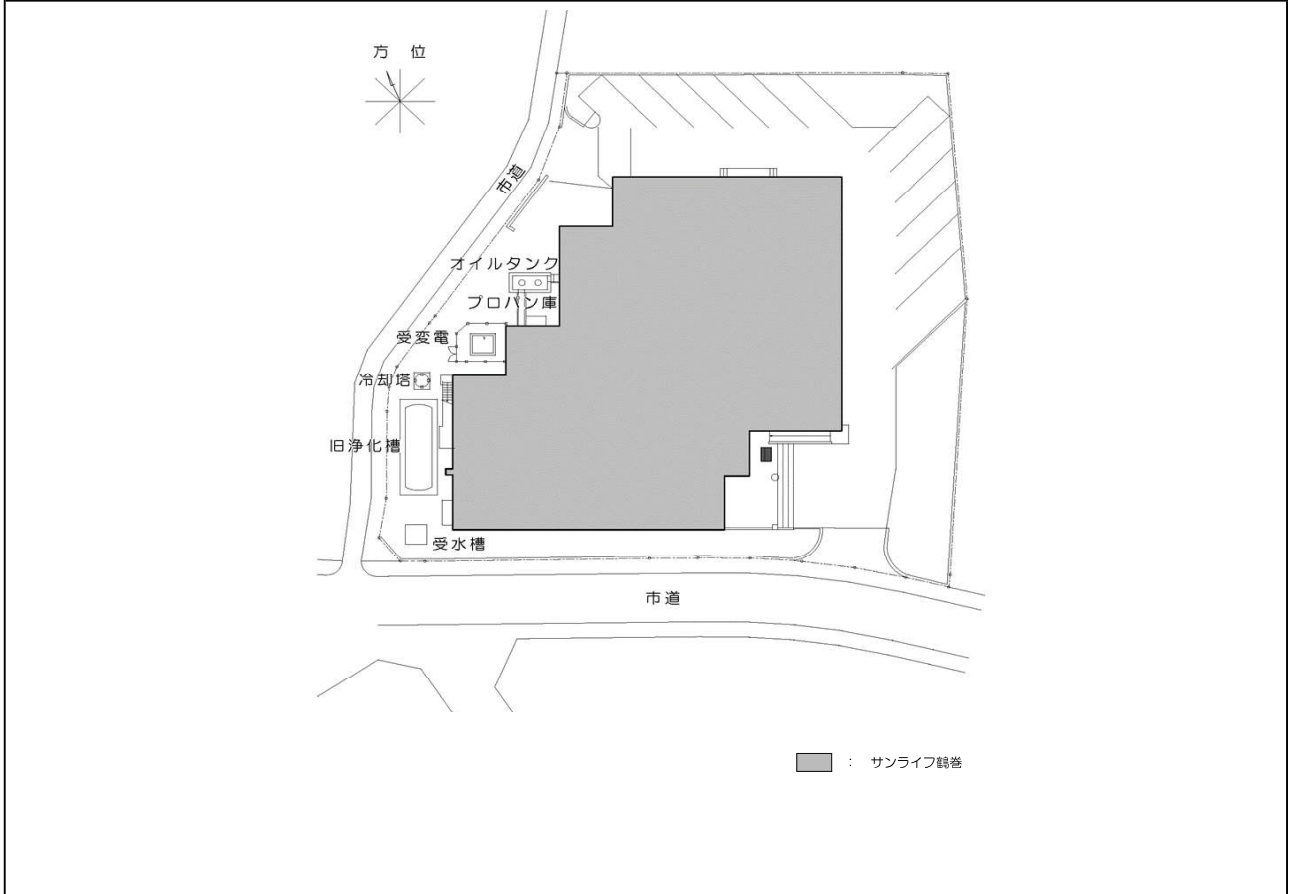 方 位
市道
オイルタンク
プロパン庫
受変電
冷却塔
旧浄化槽
受水槽
市道
： サンライフ鶴巻